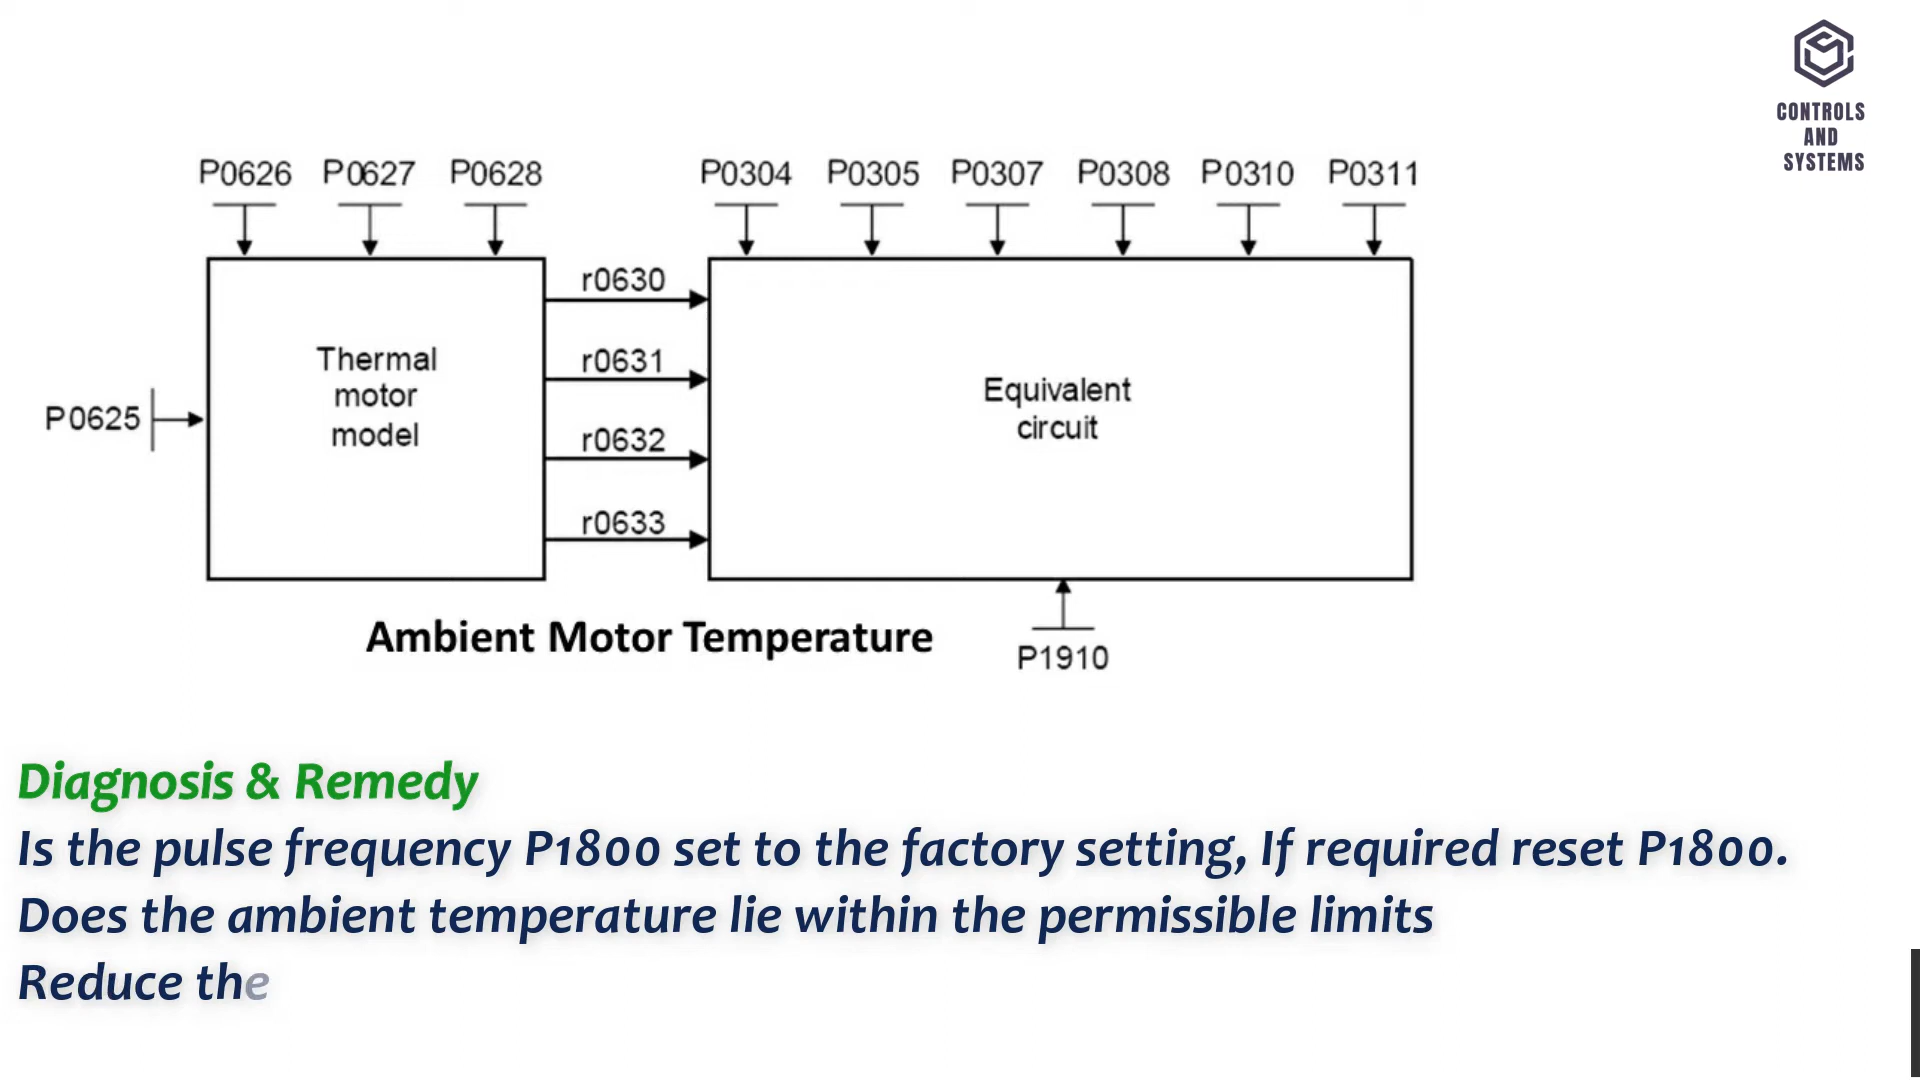 CONTROLS
AND
SYSTEMS
P0626 P0627 P0628 P0304 P0305 P0307 P0308 P0310 P0311
r0630
Thermal
motor
model
r0631
Equivalent
circuit
P0625
r0632
r0633
Ambient Motor Temperature
P1910
Diagnosis & Remedy
Is the pulse frequency P1800 set to the factory setting, If required reset P1800.
Does the ambient temperature lie within the permissible limits
Reduce the